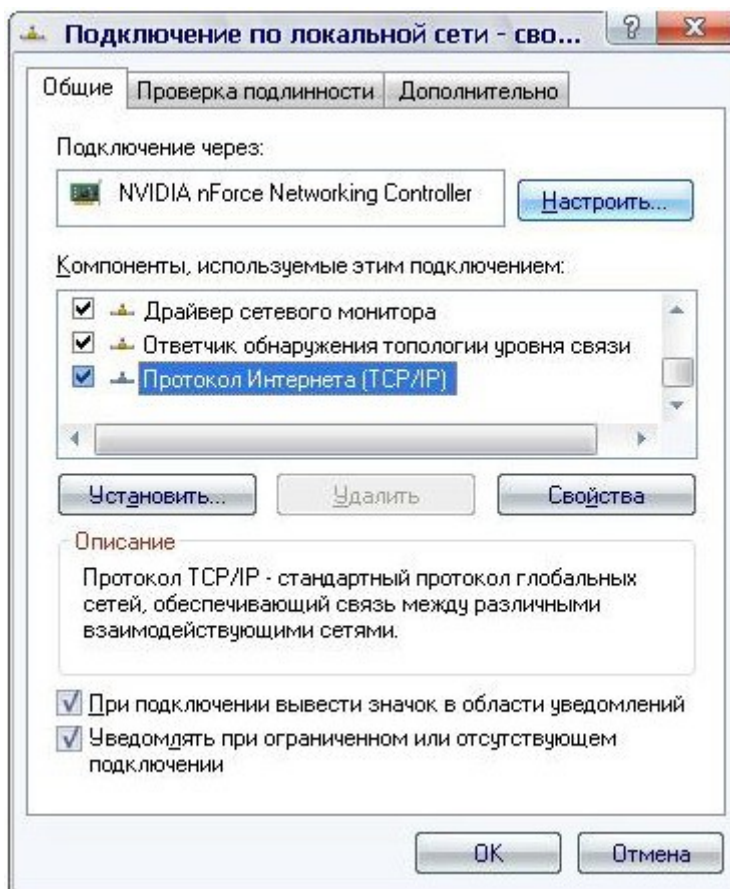 Подключение по локальной сети - сво...
Общие
Проверка подлинности
Дополнительно
Подключение через:
NVIDIA nForce Networking Controller
Настроить...
Компоненты, используемые этим подключением:
Драйвер сетевого монитора
Ответчик обнаружения топологии уровня связи
Протокол Интернета (TCP/IP)
Установить...
Удалить
Свойства
Описание
Протокол TCP/IP - стандартный протокол глобальных
сетей, обеспечивающий связь между различными
взаимодействующими сетями.
При подключении вывести значок в области уведомлений
Уведомлять при ограниченном или отсутствующем
подключении
OK
Отмена